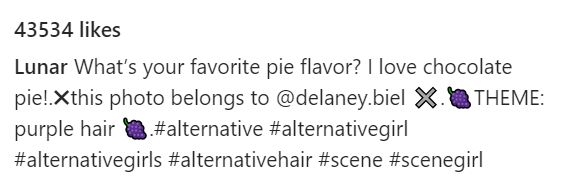 43534 likes
Lunar What's your favorite pie flavor? I love chocolate
pie!.❌this photo belongs to @delaney.biel ❌.🍇THEME:
purple hair 🍇.#alternative #alternativegirl
#alternativegirls #alternativehair #scene #scenegirl